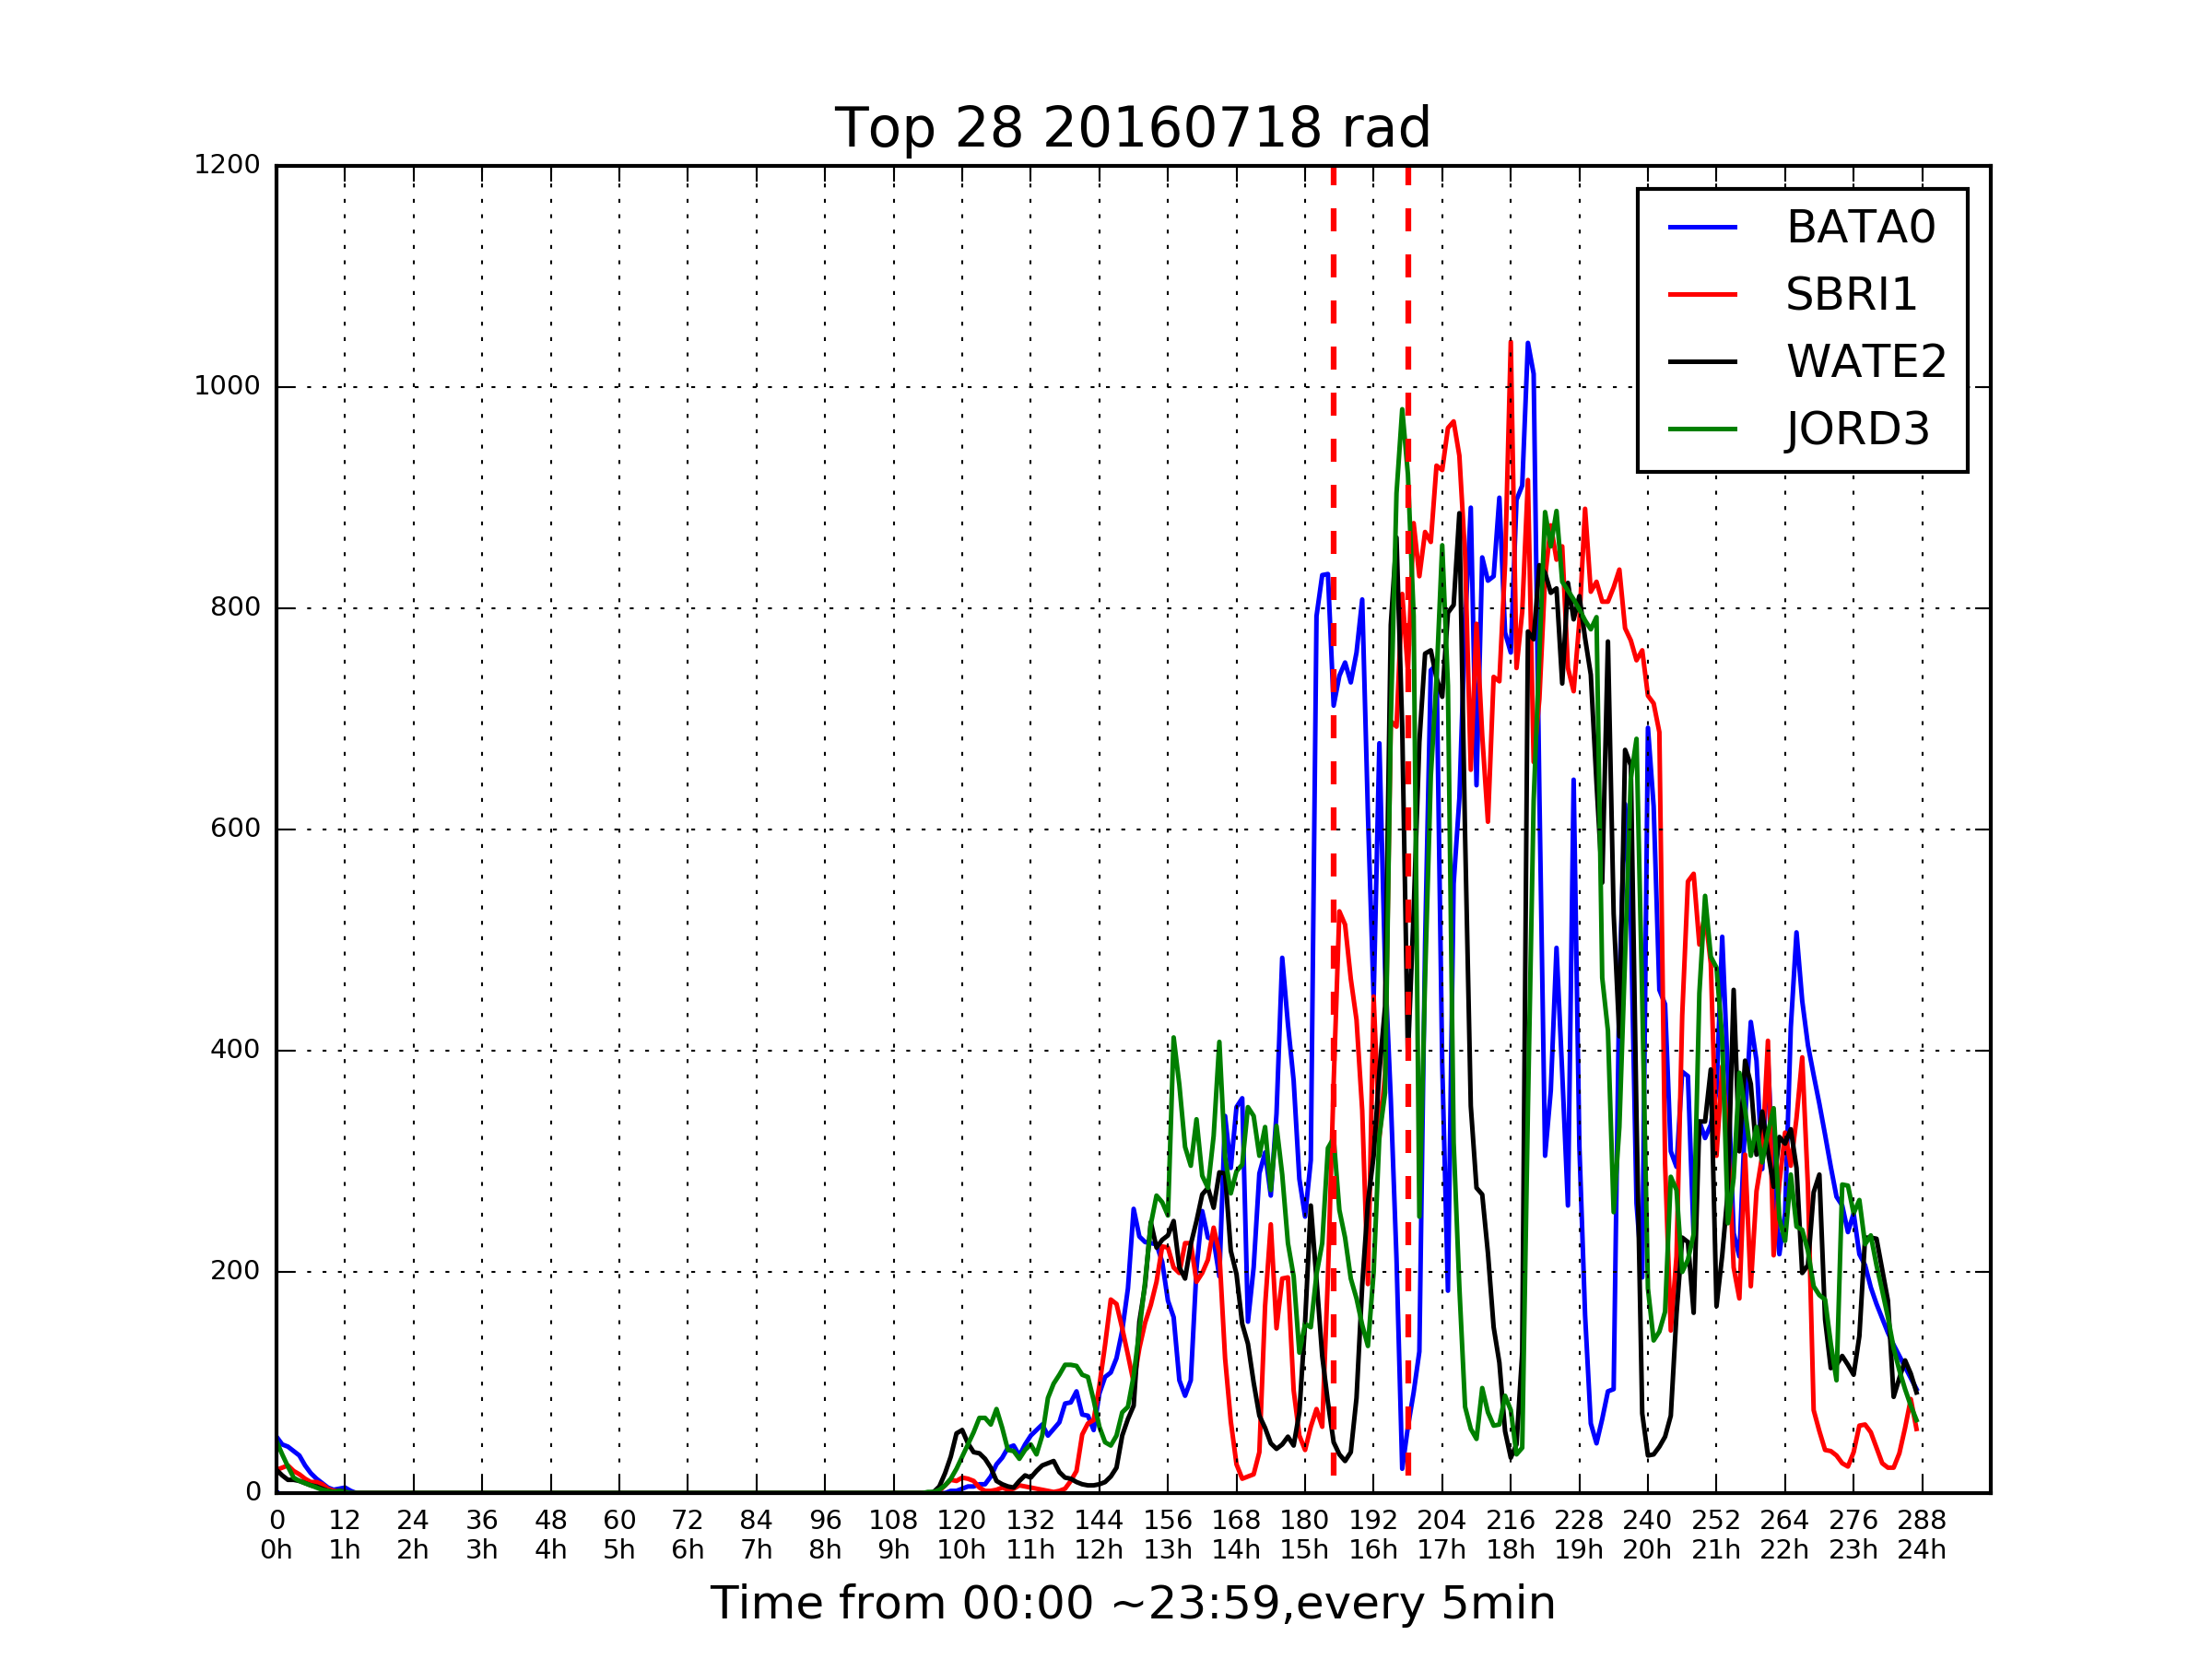 Top 28 20160718 rad
1200
1000
800
600
400
200
0
BATA0
SBRI1
WATE2
JORD3
0 12 24 36 48 60 72 84 96 108 120 132 144 156 168 180 192 204 216 228 240 252 264 276 288
0h 1h 2h 3h 4h 5h 6h 7h 8h 9h 10h 11h 12h 13h 14h 15h 16h 17h 18h 19h 20h 21h 22h 23h 24h
Time from 00:00 ~23:59,every 5min